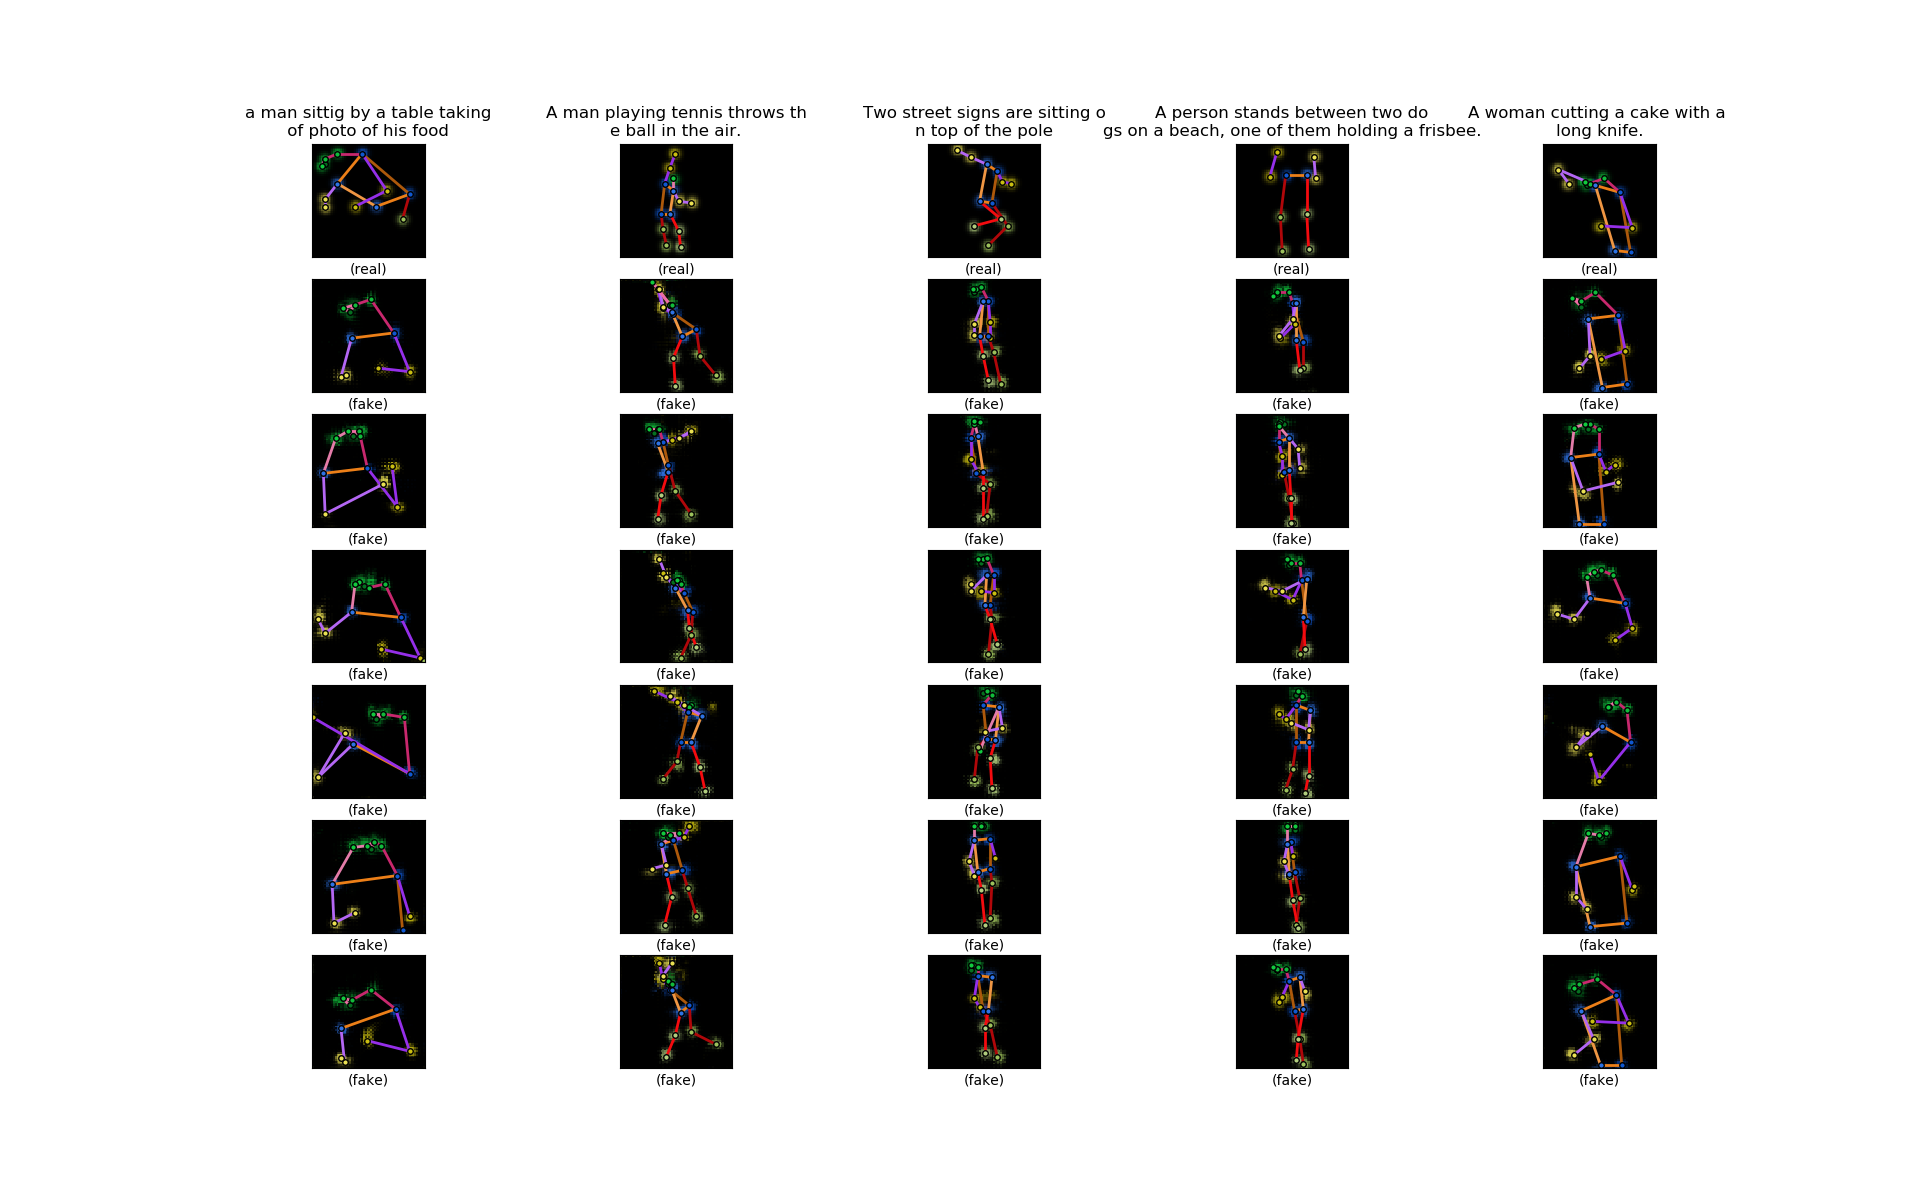 a man sittig by a table taking
of photo of his food
A man playing tennis throws th
e ball in the air.
Two street signs are sitting o
n top of the pole
A person stands between two do
gs on a beach, one of them holding a frisbee.
A woman cutting a cake with a
long knife.
(real) (real) (real) (real) (real)
(fake) (fake) (fake) (fake) (fake)
(fake) (fake) (fake) (fake) (fake)
(fake) (fake) (fake) (fake) (fake)
(fake) (fake) (fake) (fake) (fake)
(fake) (fake) (fake) (fake) (fake)
(fake) (fake) (fake) (fake) (fake)